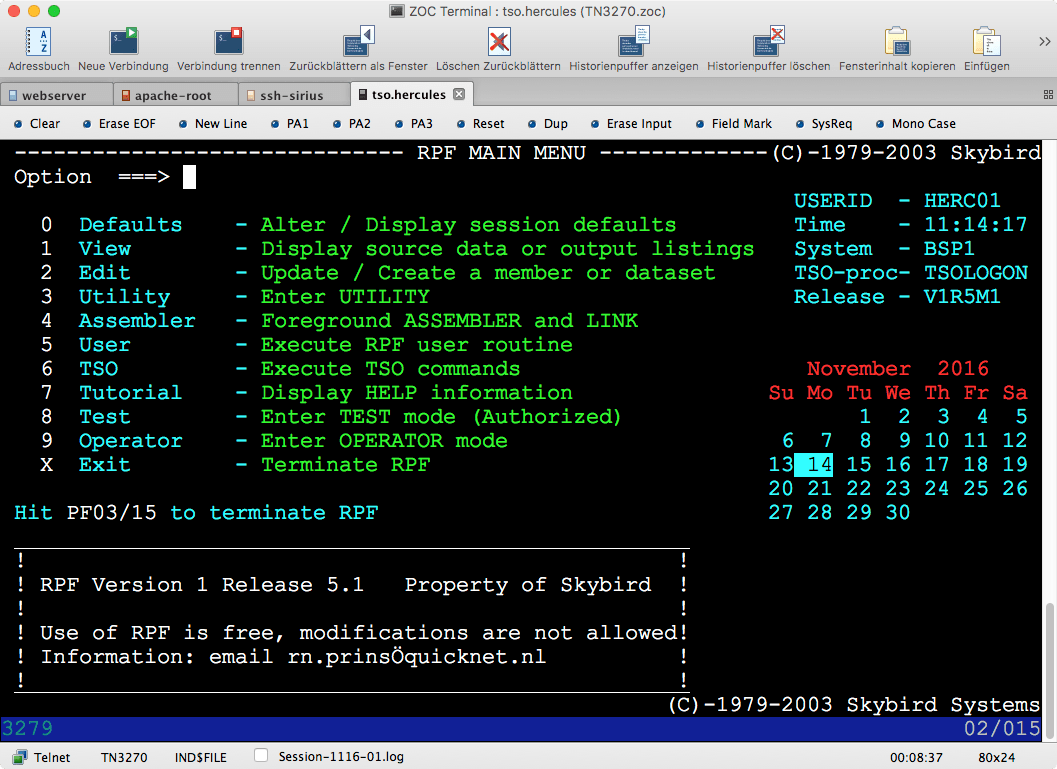 ZOC Terminal : tso.hercules (TN3270.zoc)
A Z
Adressbuch Neue Verbindung Verbindung trennen Zurückblättern als Fenster Löschen Zurückblättern Historienpuffer anzeigen Historienpuffer löschen Fensterinhalt kopieren Einfügen
webserver apache-root ssh-sirius tso.hercules
Clear Erase EOF New Line PA1 PA2 PA3 Reset Dup Erase Input Field Mark SysReq Mono Case
------------------------------ RPF MAIN MENU -------------(C)-1979-2003 Skybird
Option ===>
USERID - HERC01
0 Defaults - Alter / Display session defaults Time - 11:14:17
1 View - Display source data or output listings System - BSP1
2 Edit - Update / Create a member or dataset TSO-proc- TSOLOGON
3 Utility - Enter UTILITY Release - V1R5M1
4 Assembler - Foreground ASSEMBLER and LINK
5 User - Execute RPF user routine
6 TSO - Execute TSO commands November 2016
7 Tutorial - Display HELP information Su Mo Tu We Th Fr Sa
8 Test - Enter TEST mode (Authorized) 1 2 3 4 5
9 Operator - Enter OPERATOR mode 6 7 8 9 10 11 12
X Exit - Terminate RPF 13 14 15 16 17 18 19
20 21 22 23 24 25 26
Hit PF03/15 to terminate RPF 27 28 29 30
! !
! RPF Version 1 Release 5.1 Property of Skybird !
! !
! Use of RPF is free, modifications are not allowed!
! Information: email rn.prinsÖquicknet.nl !
! !
(C)-1979-2003 Skybird Systems
3279 02/015
Telnet TN3270 IND$FILE Session-1116-01.log 00:08:37 80x24